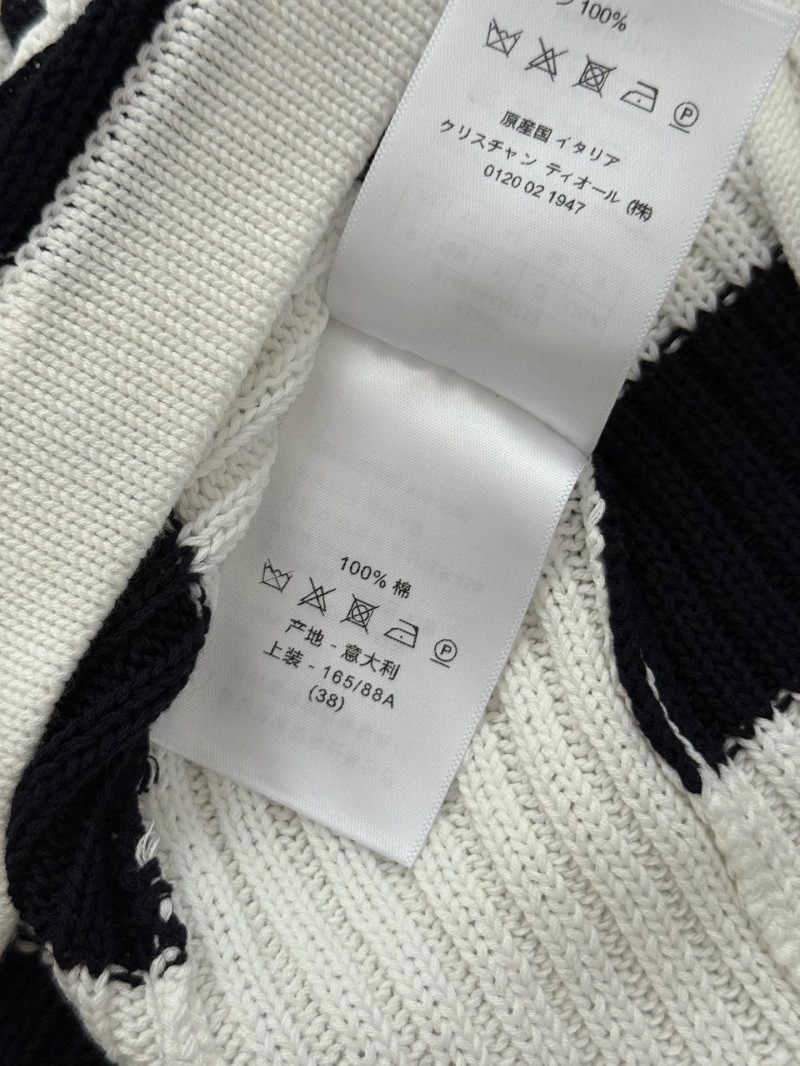 ン 100%
P
原産国 イタリア
クリスチャン ディオール (株)
0120 02 1947
100% 棉
P
产地 - 意大利
上装 - 165/88A
(38)